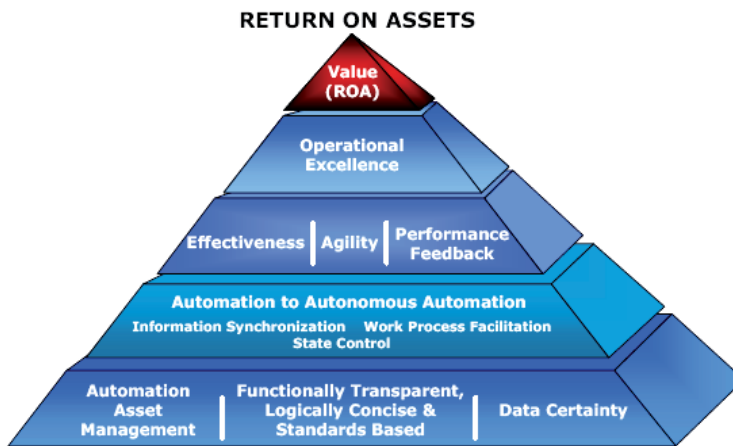 RETURN ON ASSETS
Value
(ROA)
Operational
Excellence
Effectiveness
Agility
Performance
Feedback
Automation to Autonomous Automation
Information Synchronization Work Process Facilitation
State Control
Automation
Asset
Management
Functionally Transparent,
Logically Concise &
Standards Based
Data Certainty